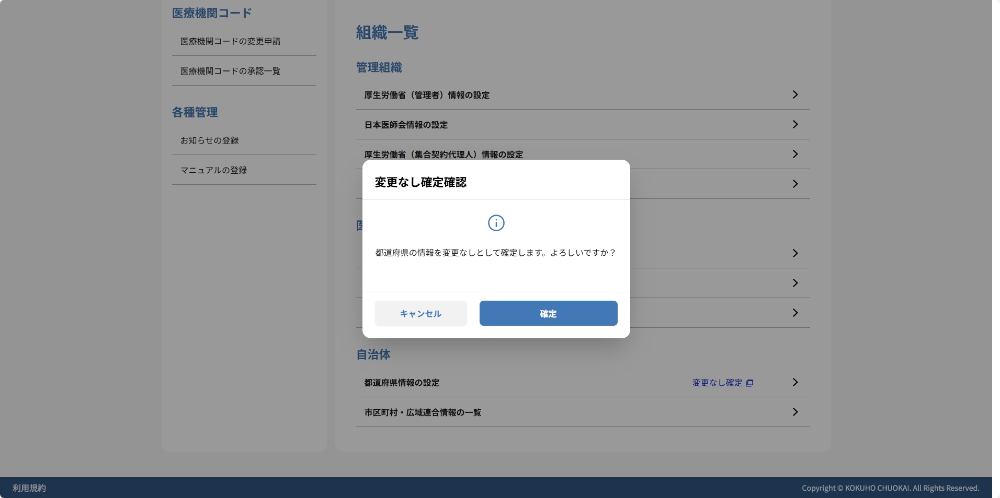 医療機関コード
医療機関コードの変更申請
医療機関コードの承認一覧
各種管理
お知らせの登録
マニュアルの登録
組織一覧
管理組織
厚生労働省（管理者）情報の設定
日本医師会情報の設定
厚生労働省（集合契約代理人）情報の設定
変更なし確定確認
都道府県の情報を変更なしとして確定します。よろしいですか？
キャンセル
確定
自治体
都道府県情報の設定
変更なし確定
市区町村・広域連合情報の一覧
利用規約
Copyright © KOKUHO CHUOKAI. All Rights Reserved.